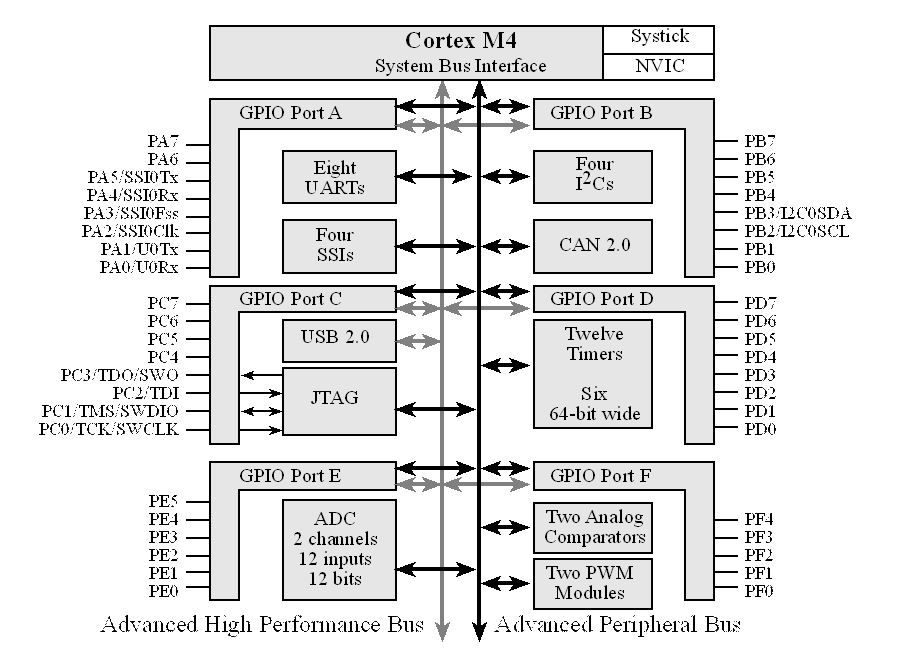 Cortex M4
System Bus Interface
Systick
NVIC
GPIO Port A
PA7
PA6
PA5/SSI0Tx
PA4/SSI0Rx
PA3/SSI0Fss
PA2/SSI0Clk
PA1/U0Tx
PA0/U0Rx
Eight
UARTs
Four
SSIs
GPIO Port B
Four
I2Cs
CAN 2.0
PB7
PB6
PB5
PB4
PB3/I2C0SDA
PB2/I2C0SCL
PB1
PB0
GPIO Port C
PC7
PC6
PC5
PC4
PC3/TDO/SWO
PC2/TDI
PC1/TMS/SWDIO
PC0/TCK/SWCLK
USB 2.0
JTAG
GPIO Port D
Twelve
Timers
Six
64-bit wide
PD7
PD6
PD5
PD4
PD3
PD2
PD1
PD0
GPIO Port E
PE5
PE4
PE3
PE2
PE1
PE0
ADC
2 channels
12 inputs
12 bits
GPIO Port F
Two Analog
Comparators
Two PWM
Modules
PF4
PF3
PF2
PF1
PF0
Advanced High Performance Bus
Advanced Peripheral Bus